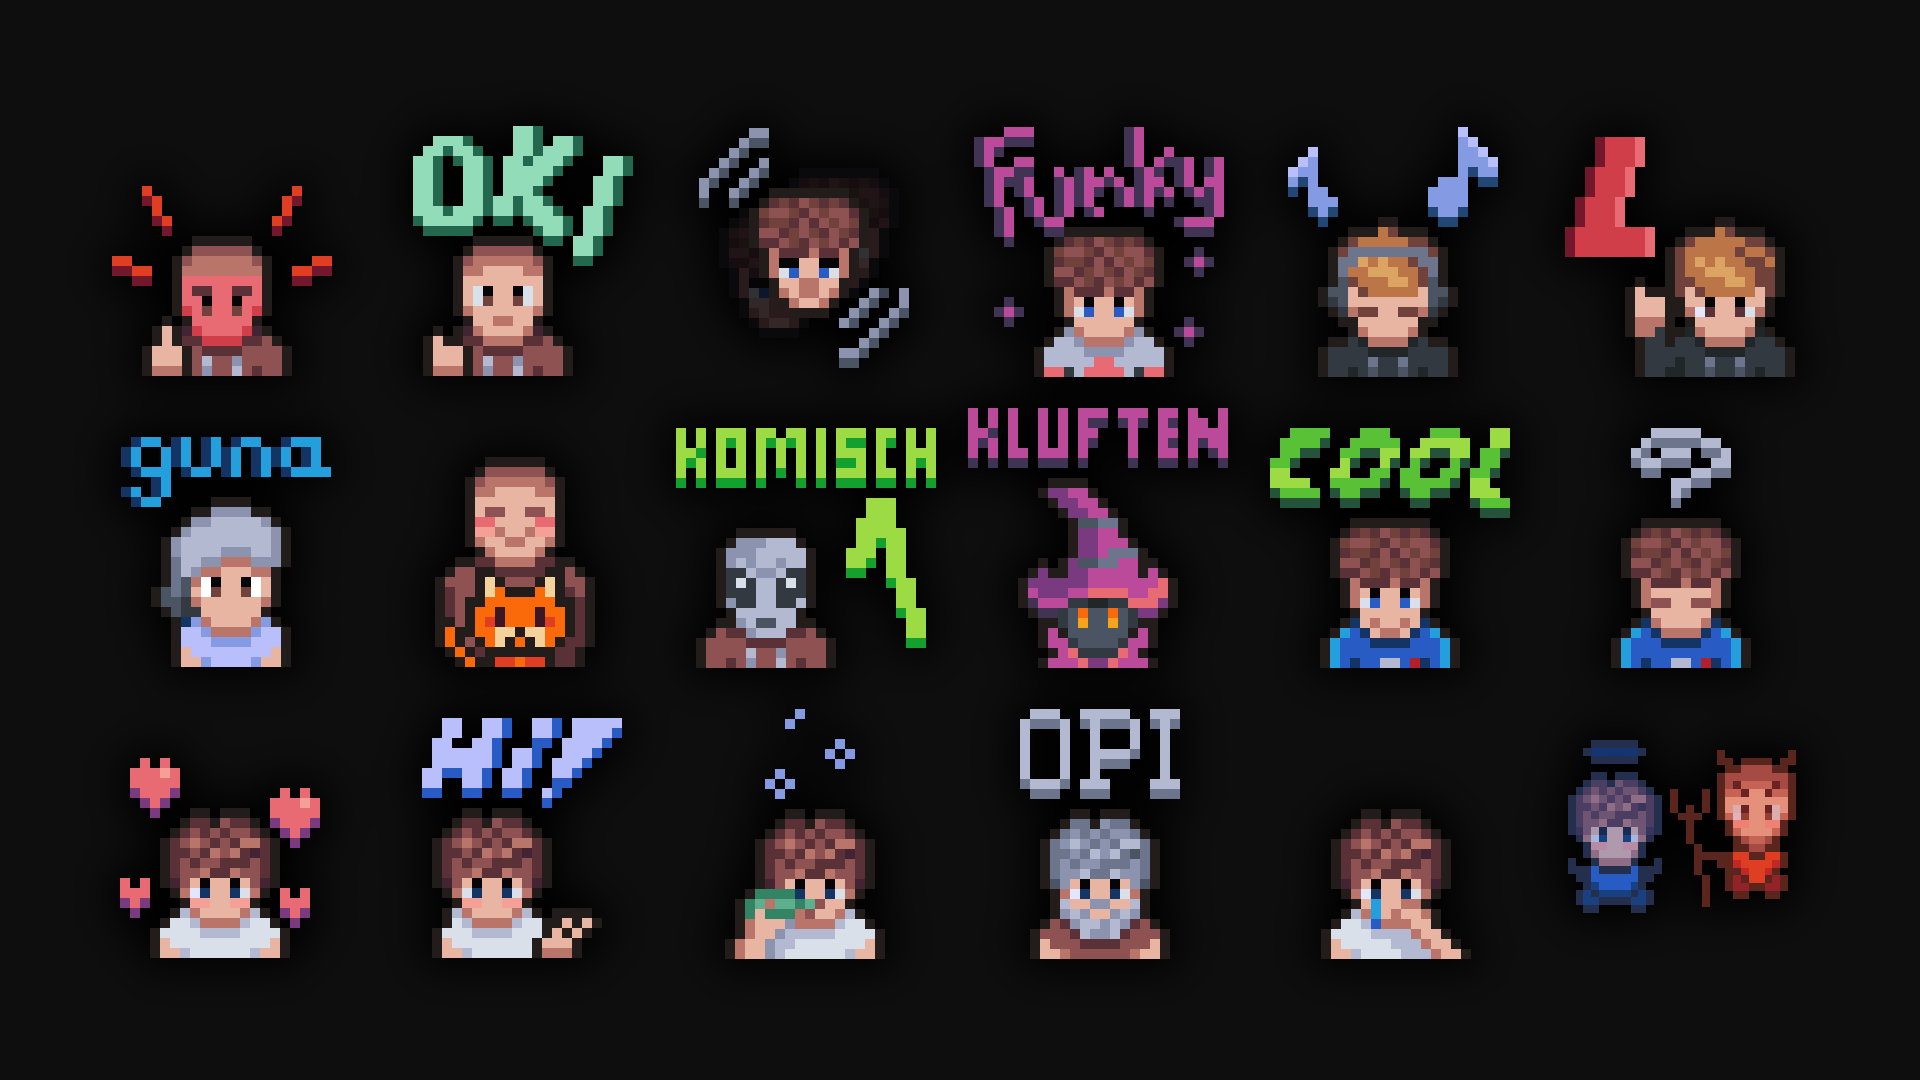 OK!
Funky
L
guna
KOMISCH
KLUFTEN
COOL
?
HI!
OPI